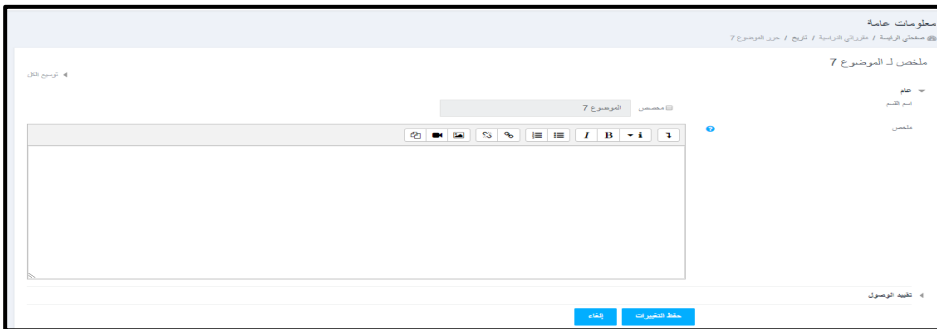 معلومات عامة
صفحتي الرئيسة / مقرراتي الدراسية / تاريخ / حرر الموضوع 7
ملخص لـ الموضوع 7
توسيع الكل
عام
اسم القسم
مخصص الموضوع 7
ملخص
i B I
تقييد الوصول
حفظ التغييرات إلغاء